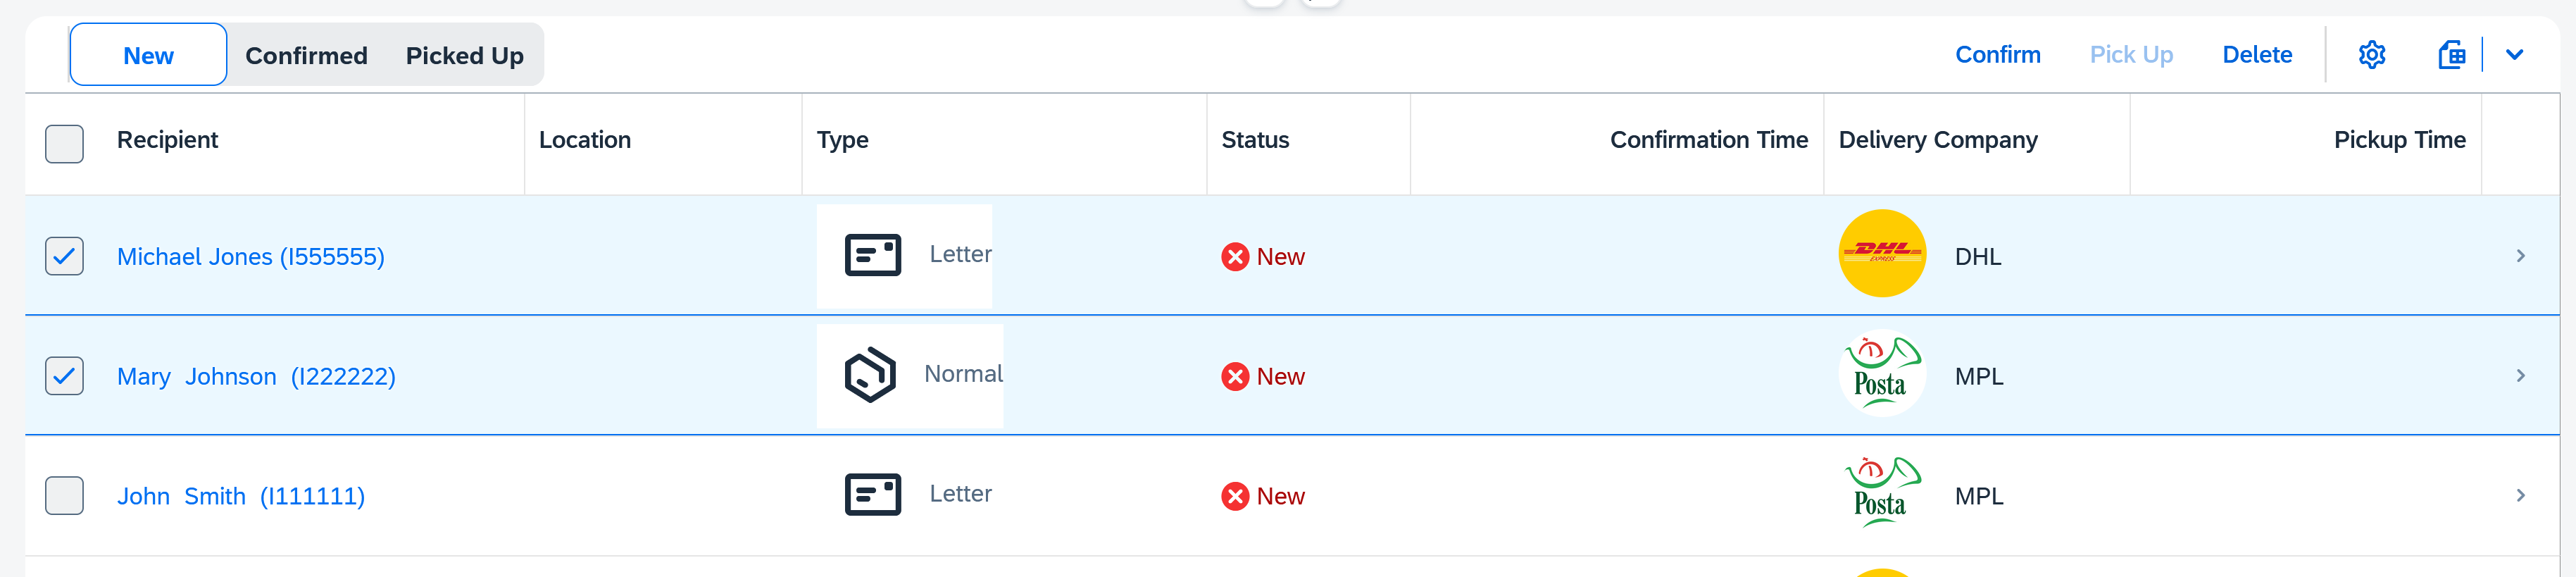 New Confirmed Picked Up Confirm Pick Up Delete
Recipient Location Type Status Confirmation Time Delivery Company Pickup Time
Michael Jones (I555555) Letter New DHL EXPRESS DHL
Mary Johnson (I222222) Normal New Posta MPL
John Smith (I111111) Letter New Posta MPL